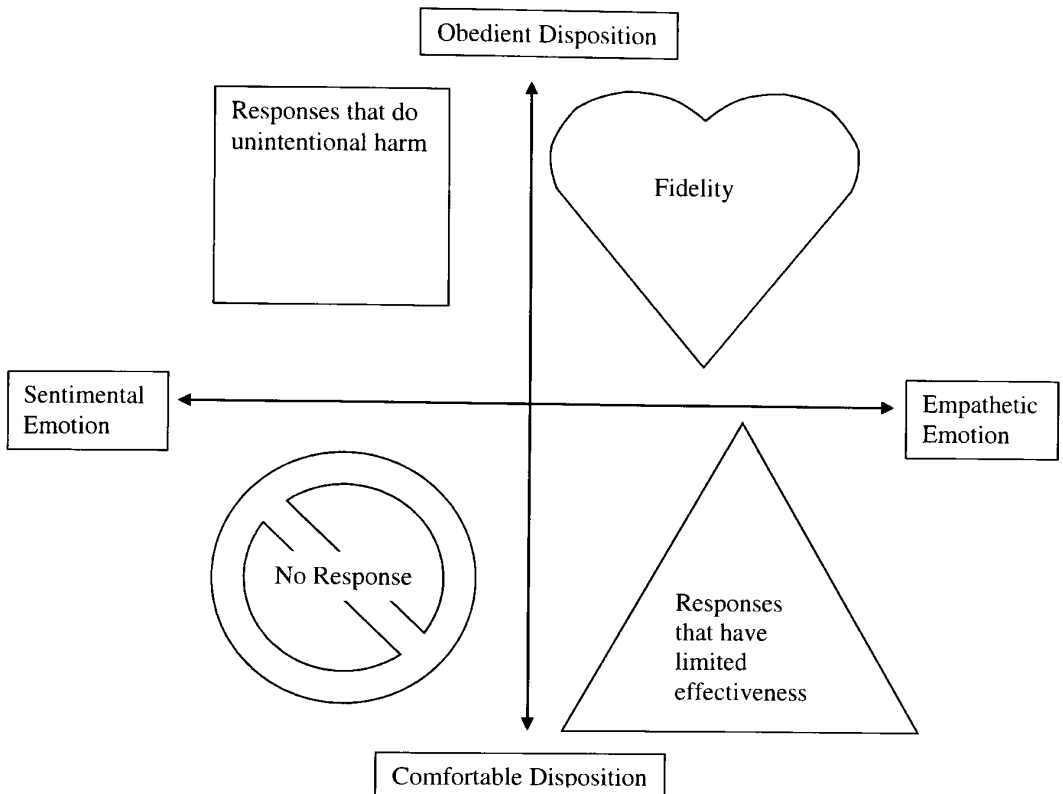 Obedient Disposition
Responses that do
unintentional harm
Fidelity
Sentimental
Emotion
Empathetic
Emotion
No Response
Responses
that have
limited
effectiveness
Comfortable Disposition